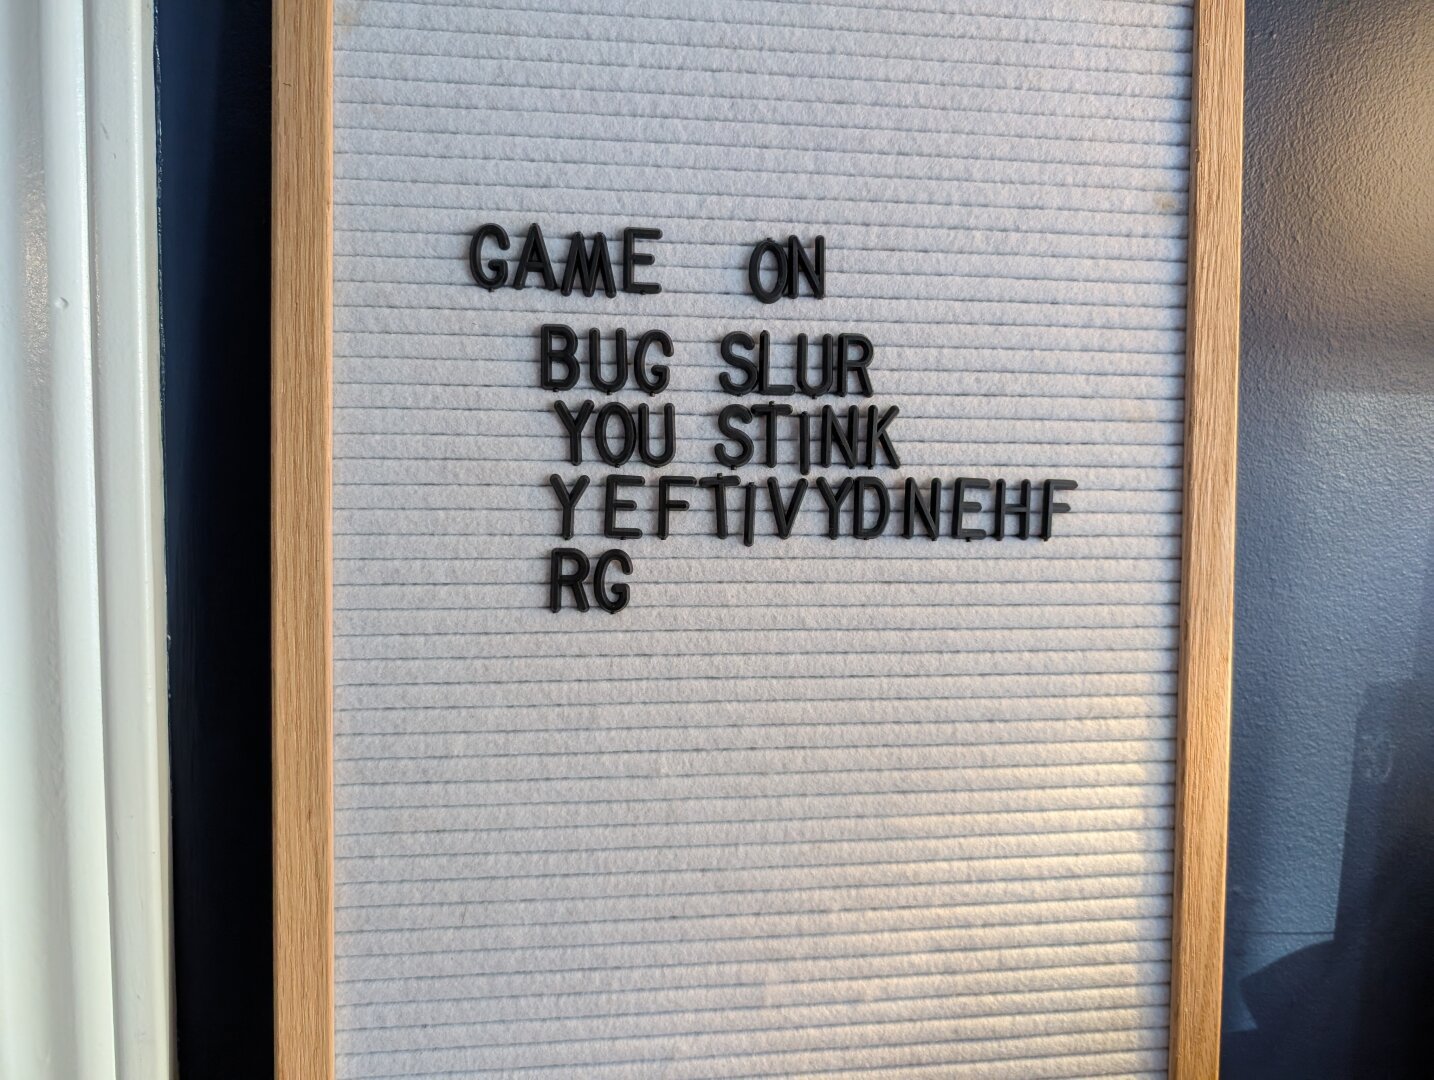 GAME ON
BUG SLUR
YOU STINK
YEFTIVYDNEHF
RG